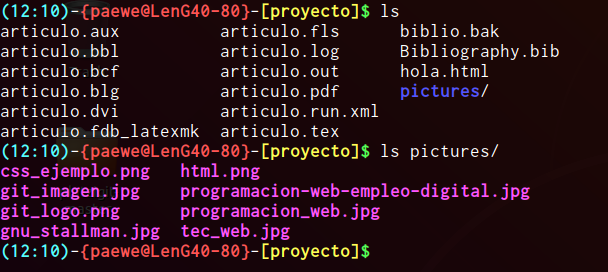 (12:10)-{paewe@LenG40-80}-[proyecto]$ ls
articulo.aux articulo.fls biblio.bak
articulo.bbl articulo.log Bibliography.bib
articulo.bcf articulo.out hola.html
articulo.blg articulo.pdf pictures/
articulo.dvi articulo.run.xml
articulo.fdb_latexmk articulo.tex
(12:10)-{paewe@LenG40-80}-[proyecto]$ ls pictures/
css_ejemplo.png html.png
git_imagen.jpg programacion-web-empleo-digital.jpg
git_logo.png programacion_web.jpg
gnu_stallman.jpg tec_web.jpg
(12:10)-{paewe@LenG40-80}-[proyecto]$